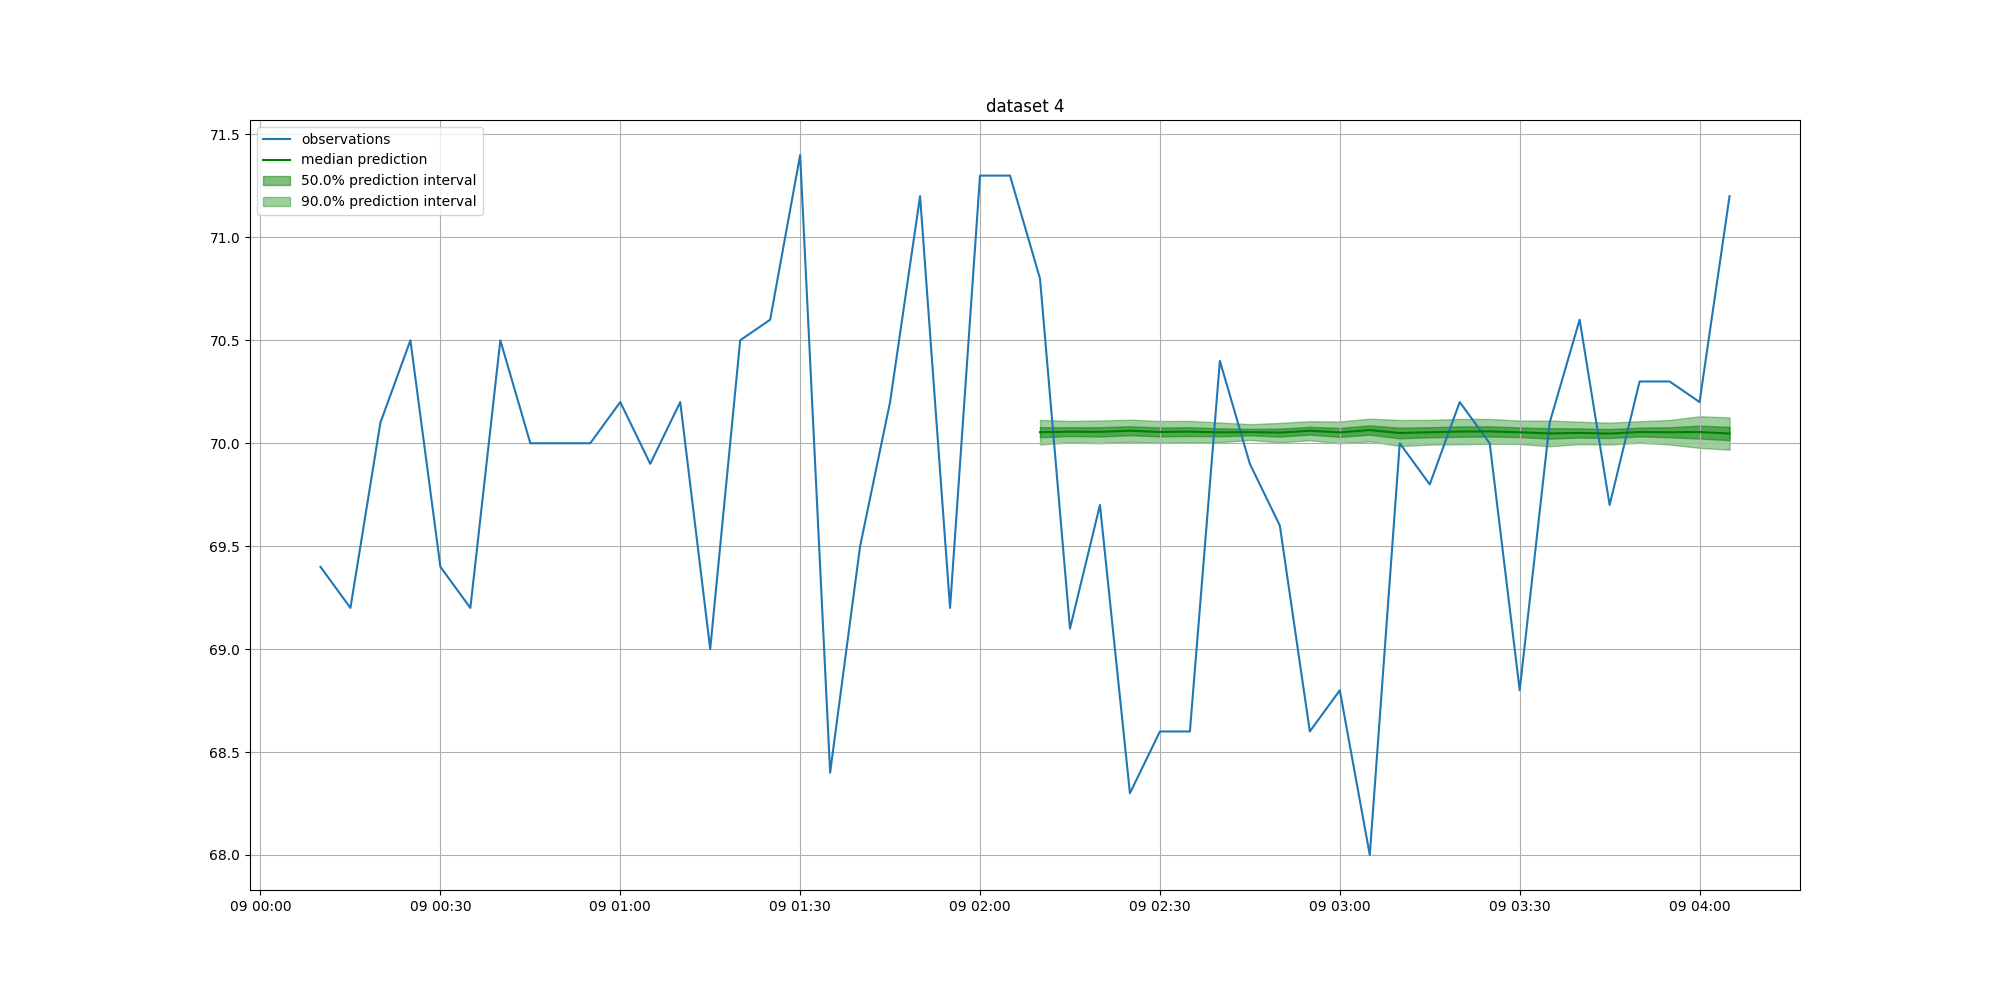 dataset 4
observations
median prediction
50.0% prediction interval
90.0% prediction interval
71.5
71.0
70.5
70.0
69.5
69.0
68.5
68.0
09 00:00 09 00:30 09 01:00 09 01:30 09 02:00 09 02:30 09 03:00 09 03:30 09 04:00